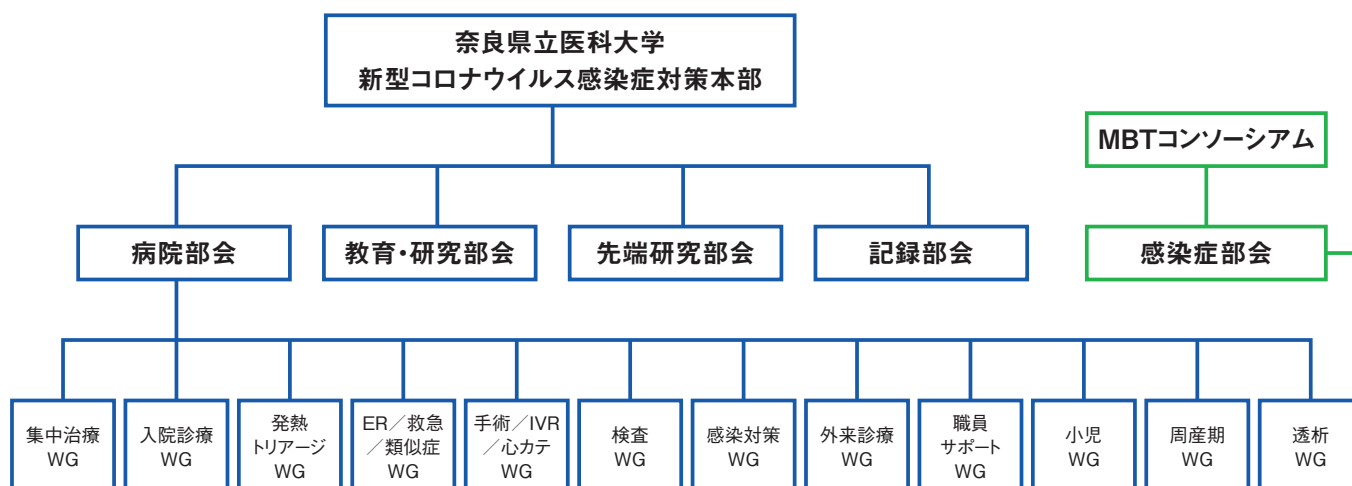 奈良県立医科大学
新型コロナウイルス感染症対策本部
MBTコンソーシアム
病院部会
教育・研究部会
先端研究部会
記録部会
感染症部会
集中治療
WG
入院診療
WG
発熱
トリアージ
WG
ER／救急
／類似症
WG
手術／IVR
／心カテ
WG
検査
WG
感染対策
WG
外来診療
WG
職員
サポート
WG
小児
WG
周産期
WG
透析
WG